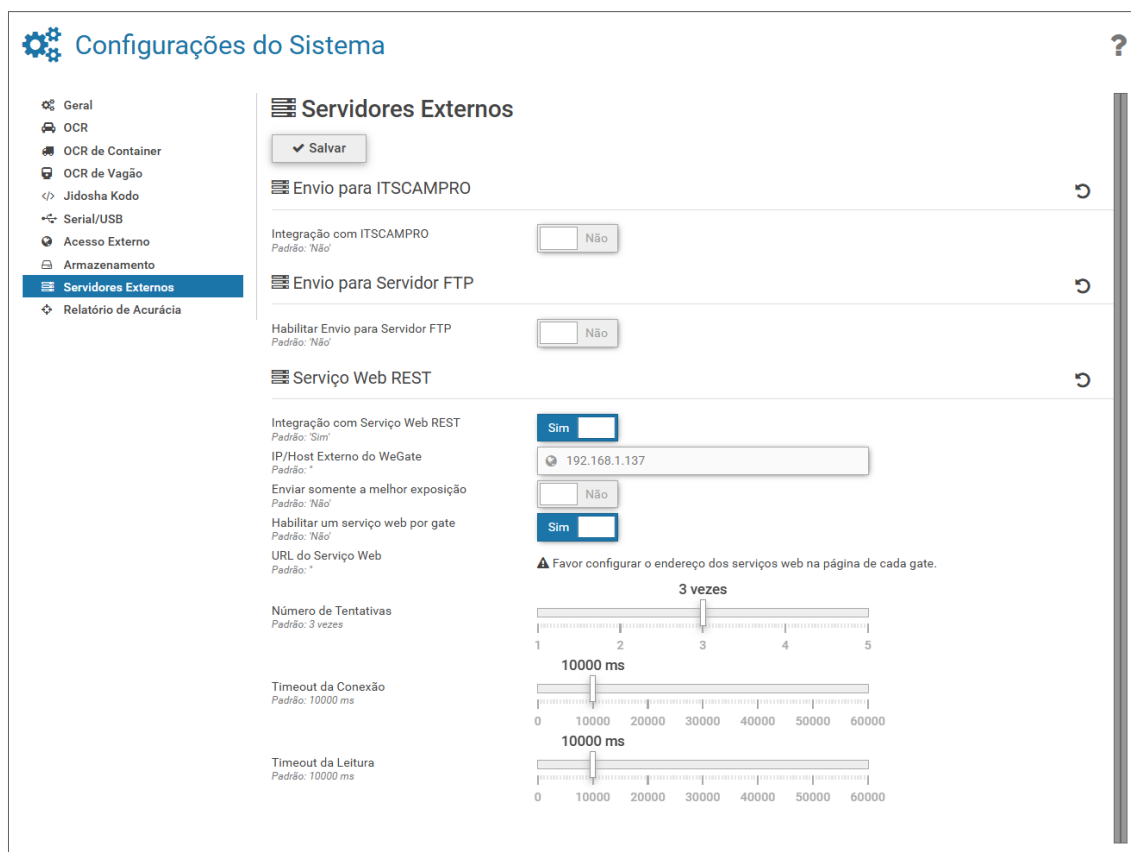 Configurações do Sistema
?
Geral
OCR
OCR de Container
OCR de Vagão
Jidosha Kodo
Serial/USB
Acesso Externo
Armazenamento
Servidores Externos
Relatório de Acurácia
Servidores Externos
Salvar
Envio para ITSCAMPRO
Integração com ITSCAMPRO
Padrão: 'Não'
Não
Envio para Servidor FTP
Habilitar Envio para Servidor FTP
Padrão: 'Não'
Não
Serviço Web REST
Integração com Serviço Web REST
Padrão: 'Sim'
Sim
IP/Host Externo do WeGate
Padrão: ''
192.168.1.137
Enviar somente a melhor exposição
Padrão: 'Não'
Não
Habilitar um serviço web por gate
Padrão: 'Não'
Sim
URL do Serviço Web
Padrão: ''
Favor configurar o endereço dos serviços web na página de cada gate.
3 vezes
Número de Tentativas
Padrão: 3 vezes
1 2 3 4 5
10000 ms
Timeout da Conexão
Padrão: 10000 ms
0 10000 20000 30000 40000 50000 60000
10000 ms
Timeout da Leitura
Padrão: 10000 ms
0 10000 20000 30000 40000 50000 60000